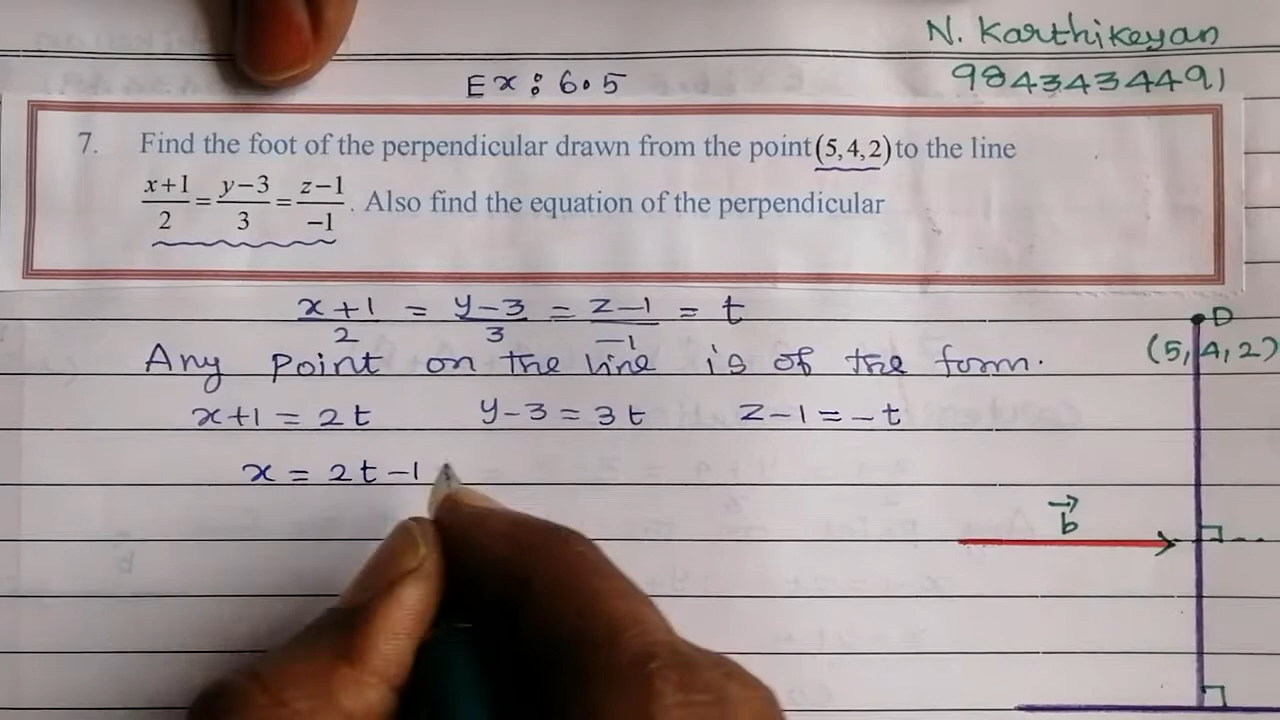 N. Karthikeyan
Ex: 6.5
9843434491
7. Find the foot of the perpendicular drawn from the point (5,4,2) to the line
x+1/2 = y−3/3 = z−1/−1. Also find the equation of the perpendicular
x+1/2 = y−3/3 = z−1/−1 = t
Any point on the line is of the form.
x+1 = 2t y−3 = 3t z−1 = −t
x = 2t −1
D
(5,4,2)
b⃗